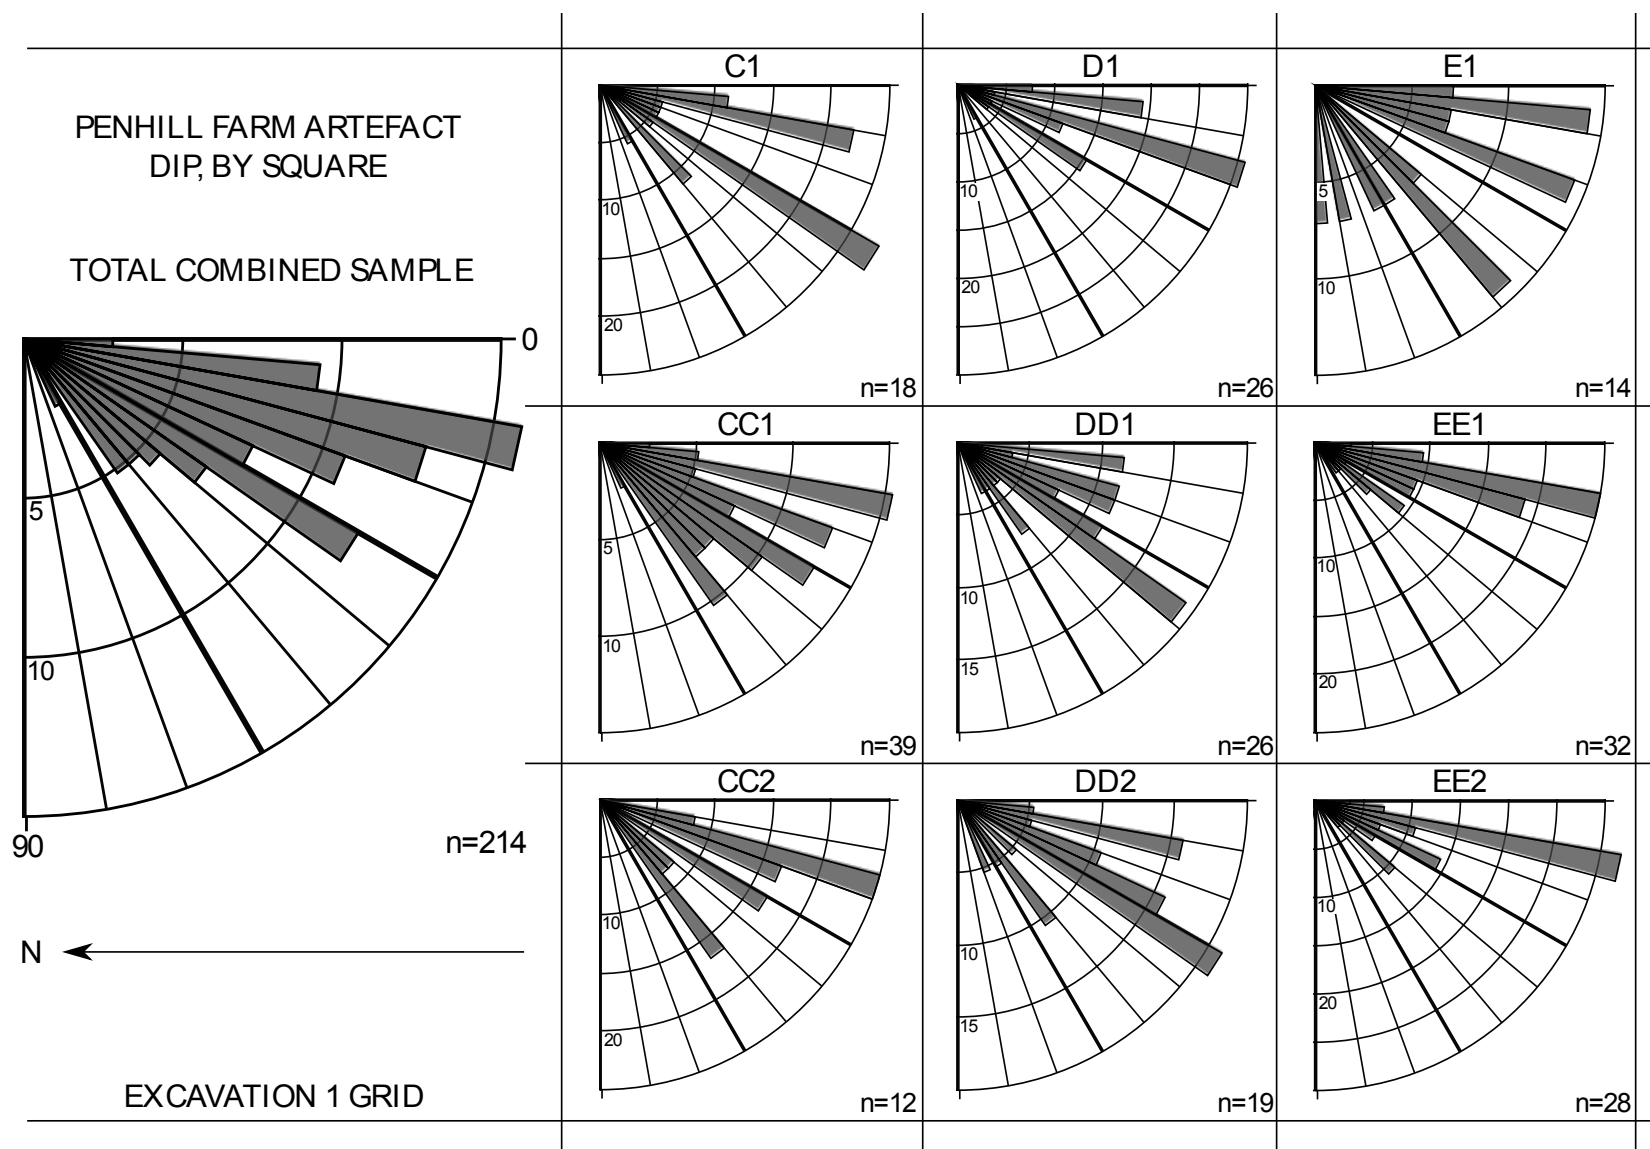 PENHILL FARM ARTEFACT
DIP, BY SQUARE
TOTAL COMBINED SAMPLE
0
5
10
90
n=214
N
EXCAVATION 1 GRID
C1
10
20
n=18
D1
10
20
n=26
E1
5
10
n=14
CC1
5
10
n=39
DD1
10
15
n=26
EE1
10
20
n=32
CC2
10
20
n=12
DD2
10
15
n=19
EE2
10
20
n=28